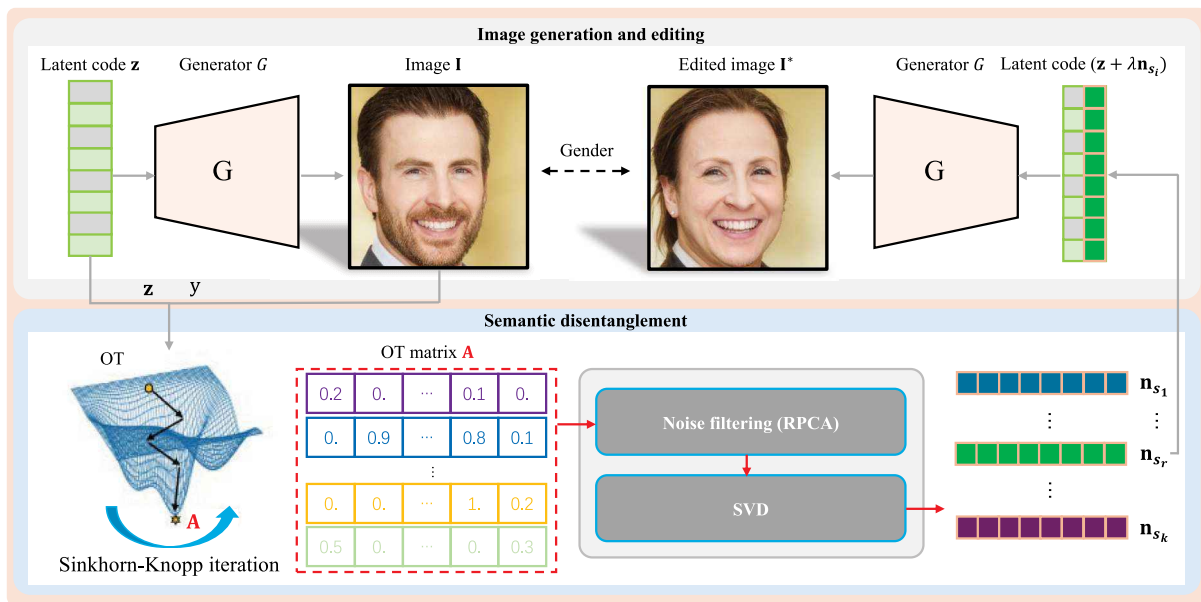 Image generation and editing
Latent code z
Generator G
Image I
Edited image I*
Generator G
Latent code (z + λn_{s_i})
G
Gender
G
z y
Semantic disentanglement
OT
OT matrix A
0.2 0. ... 0.1 0.
0. 0.9 ... 0.8 0.1
⋮
0. 0. ... 1. 0.2
0.5 0. ... 0. 0.3
A
Sinkhorn-Knopp iteration
Noise filtering (RPCA)
SVD
n_{s_1}
⋮ ⋮
n_{s_r}
⋮
n_{s_k}